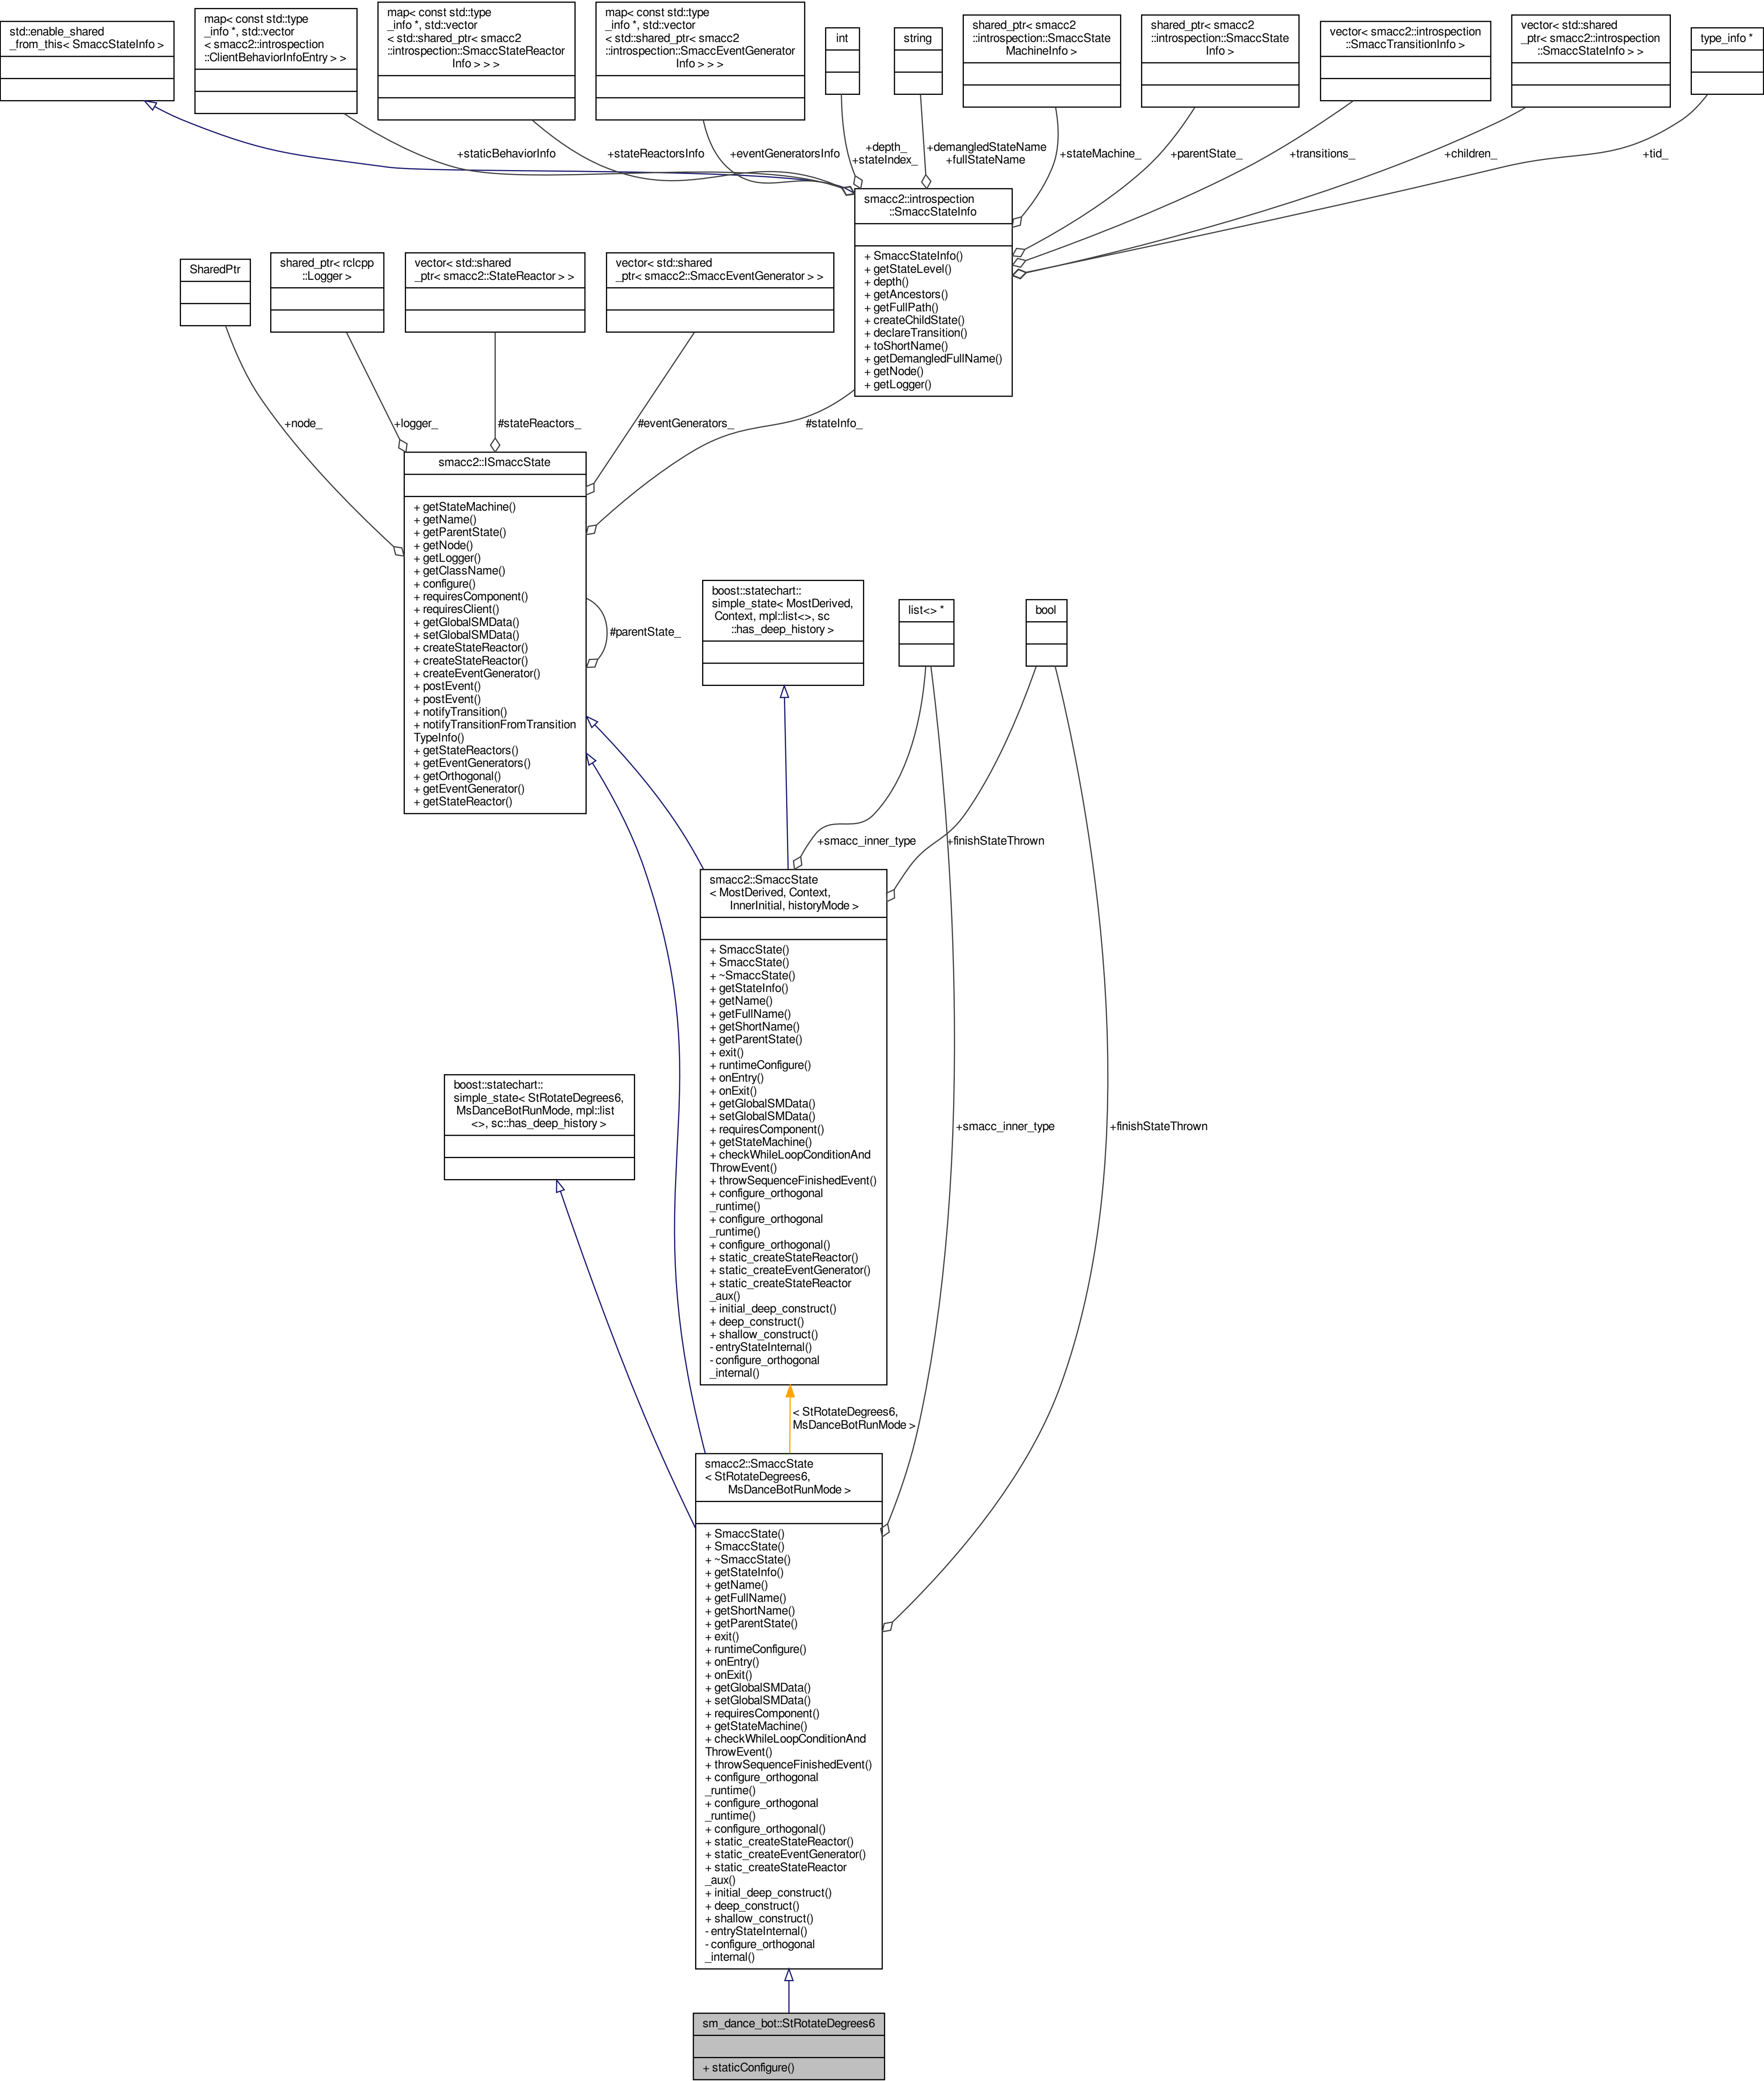 std::enable_shared
_from_this< SmaccStateInfo >
map< const std::type
_info *, std::vector
< smacc2::introspection
::ClientBehaviorInfoEntry > >
map< const std::type
_info *, std::vector
< std::shared_ptr< smacc2
::introspection::SmaccStateReactor
Info > > >
map< const std::type
_info *, std::vector
< std::shared_ptr< smacc2
::introspection::SmaccEventGenerator
Info > > >
int
string
shared_ptr< smacc2
::introspection::SmaccState
MachineInfo >
shared_ptr< smacc2
::introspection::SmaccState
Info >
vector< smacc2::introspection
::SmaccTransitionInfo >
vector< std::shared
_ptr< smacc2::introspection
::SmaccStateInfo > >
type_info *
+staticBehaviorInfo
+stateReactorsInfo
+eventGeneratorsInfo
+depth_
+stateIndex_
+demangledStateName
+fullStateName
+stateMachine_
+parentState_
+transitions_
+children_
+tid_
smacc2::introspection
::SmaccStateInfo
+ SmaccStateInfo()
+ getStateLevel()
+ depth()
+ getAncestors()
+ getFullPath()
+ createChildState()
+ declareTransition()
+ toShortName()
+ getDemangledFullName()
+ getNode()
+ getLogger()
SharedPtr
shared_ptr< rclcpp
::Logger >
vector< std::shared
_ptr< smacc2::StateReactor > >
vector< std::shared
_ptr< smacc2::SmaccEventGenerator > >
+node_
+logger_
#stateReactors_
#eventGenerators_
#stateInfo_
smacc2::ISmaccState
+ getStateMachine()
+ getName()
+ getParentState()
+ getNode()
+ getLogger()
+ getClassName()
+ configure()
+ requiresComponent()
+ requiresClient()
+ getGlobalSMData()
+ setGlobalSMData()
+ createStateReactor()
+ createStateReactor()
+ createEventGenerator()
+ postEvent()
+ postEvent()
+ notifyTransition()
+ notifyTransitionFromTransition
TypeInfo()
+ getStateReactors()
+ getEventGenerators()
+ getOrthogonal()
+ getEventGenerator()
+ getStateReactor()
#parentState_
boost::statechart::
simple_state< MostDerived,
Context, mpl::list<>, sc
::has_deep_history >
list<> *
bool
+smacc_inner_type
+finishStateThrown
smacc2::SmaccState
< MostDerived, Context,
InnerInitial, historyMode >
+ SmaccState()
+ SmaccState()
+ ~SmaccState()
+ getStateInfo()
+ getName()
+ getFullName()
+ getShortName()
+ getParentState()
+ exit()
+ runtimeConfigure()
+ onEntry()
+ onExit()
+ getGlobalSMData()
+ setGlobalSMData()
+ requiresComponent()
+ getStateMachine()
+ checkWhileLoopConditionAnd
ThrowEvent()
+ throwSequenceFinishedEvent()
+ configure_orthogonal
_runtime()
+ configure_orthogonal
_runtime()
+ configure_orthogonal()
+ static_createStateReactor()
+ static_createEventGenerator()
+ static_createStateReactor
_aux()
+ initial_deep_construct()
+ deep_construct()
+ shallow_construct()
- entryStateInternal()
- configure_orthogonal
_internal()
boost::statechart::
simple_state< StRotateDegrees6,
MsDanceBotRunMode, mpl::list
<>, sc::has_deep_history >
+smacc_inner_type
+finishStateThrown
< StRotateDegrees6,
MsDanceBotRunMode >
smacc2::SmaccState
< StRotateDegrees6,
MsDanceBotRunMode >
+ SmaccState()
+ SmaccState()
+ ~SmaccState()
+ getStateInfo()
+ getName()
+ getFullName()
+ getShortName()
+ getParentState()
+ exit()
+ runtimeConfigure()
+ onEntry()
+ onExit()
+ getGlobalSMData()
+ setGlobalSMData()
+ requiresComponent()
+ getStateMachine()
+ checkWhileLoopConditionAnd
ThrowEvent()
+ throwSequenceFinishedEvent()
+ configure_orthogonal
_runtime()
+ configure_orthogonal
_runtime()
+ configure_orthogonal()
+ static_createStateReactor()
+ static_createEventGenerator()
+ static_createStateReactor
_aux()
+ initial_deep_construct()
+ deep_construct()
+ shallow_construct()
- entryStateInternal()
- configure_orthogonal
_internal()
sm_dance_bot::StRotateDegrees6
+ staticConfigure()